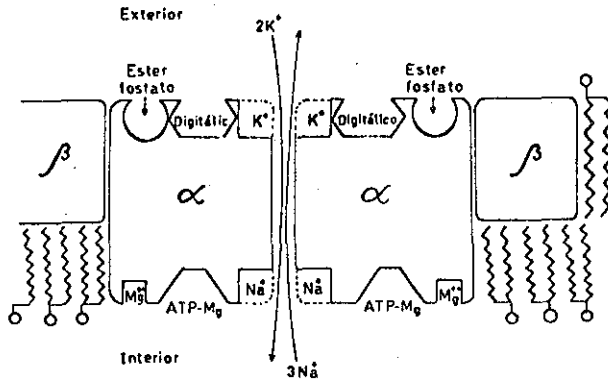 Exterior
2K⁺
Ester
fosfato
Ester
fosfato
Digitálic
K⁺
K⁺
Digitálico
β
α
α
β
Mg⁺⁺
ATP-Mg
Na⁺
Na⁺
ATP-Mg
Mg⁺⁺
Interior
3Na⁺